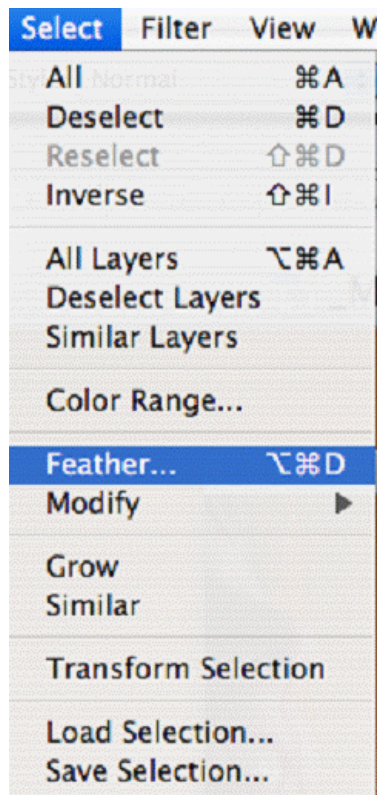 Select Filter View W
All ⌘A
Deselect ⌘D
Reselect ⇧⌘D
Inverse ⇧⌘I
All Layers ⌥⌘A
Deselect Layers
Similar Layers
Color Range...
Feather... ⌥⌘D
Modify ▶
Grow
Similar
Transform Selection
Load Selection...
Save Selection...